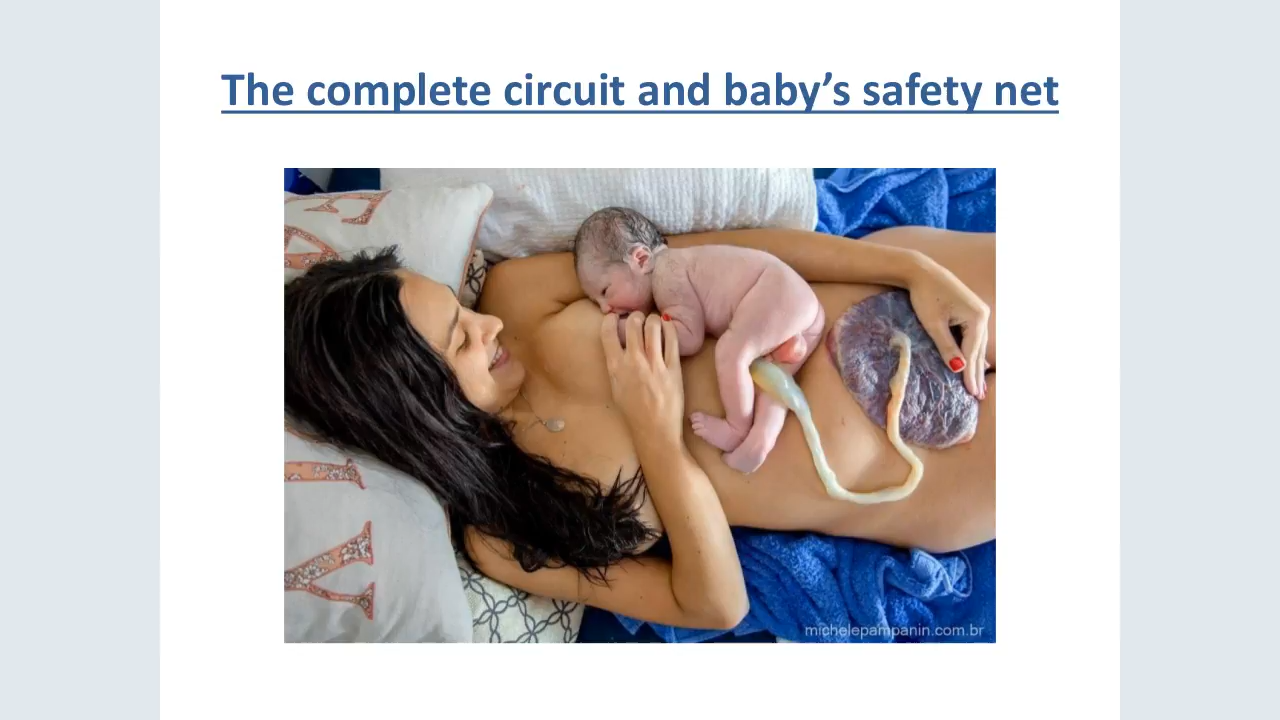 The complete circuit and baby’s safety net
michelepampanin.com.br